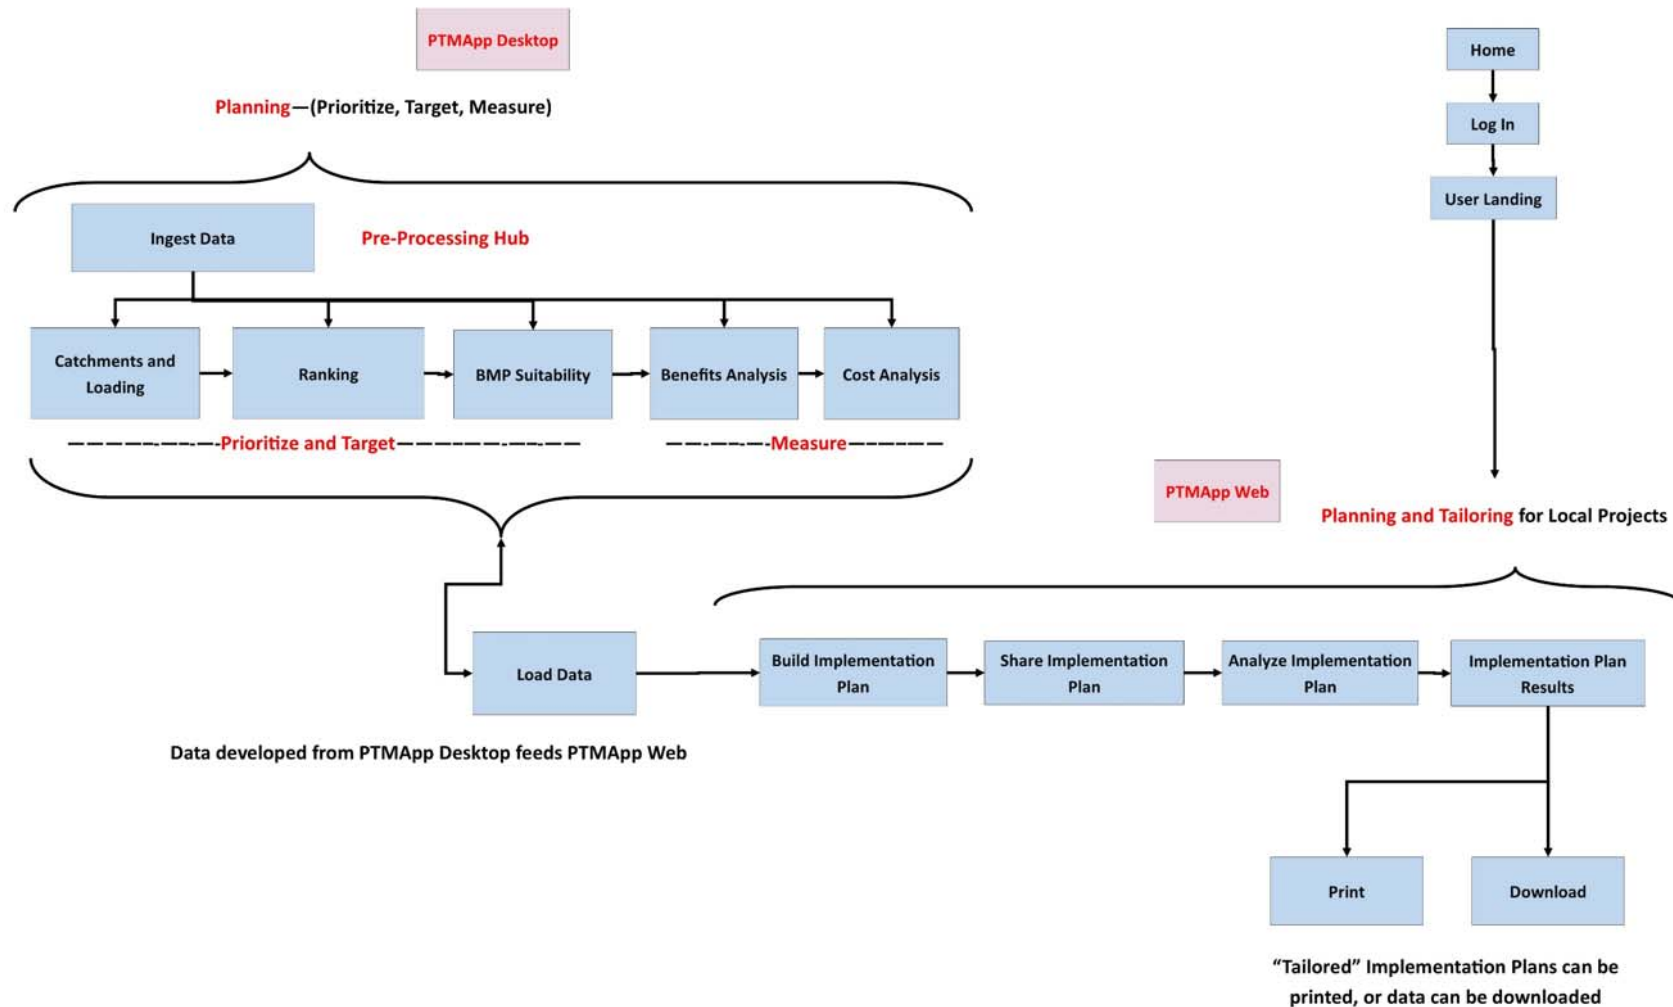 PTMApp Desktop
Planning—(Prioritize, Target, Measure)
Ingest Data
Pre-Processing Hub
Catchments and
Loading
Ranking
BMP Suitability
Benefits Analysis
Cost Analysis
Prioritize and Target
Measure
Home
Log In
User Landing
PTMApp Web
Planning and Tailoring for Local Projects
Load Data
Build Implementation
Plan
Share Implementation
Plan
Analyze Implementation
Plan
Implementation Plan
Results
Data developed from PTMApp Desktop feeds PTMApp Web
Print
Download
“Tailored” Implementation Plans can be
printed, or data can be downloaded